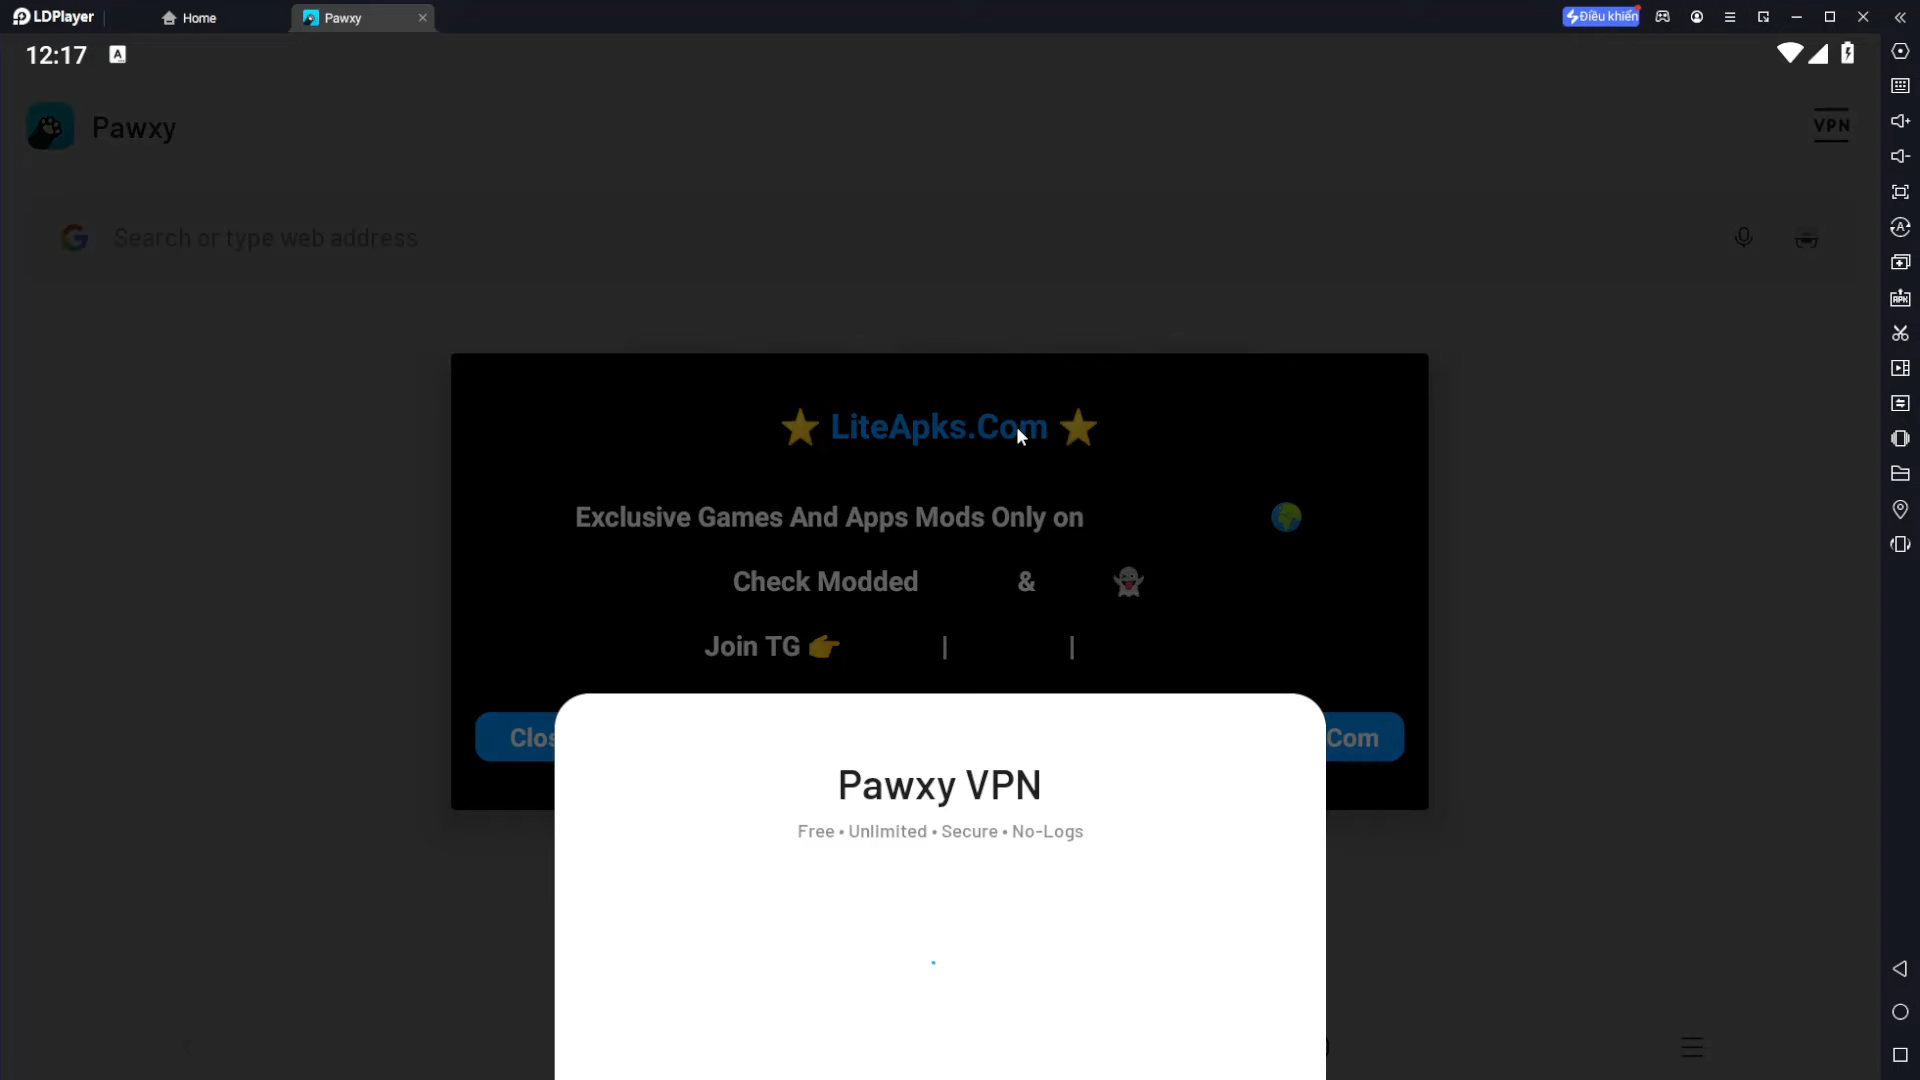 LDPlayer
Home
Pawxy
Điều khiển
12:17
A
Pawxy
VPN
Search or type web address
LiteApks.Com
Exclusive Games And Apps Mods Only on
Check Modded &
Join TG | |
Clos
Com
Pawxy VPN
Free • Unlimited • Secure • No-Logs